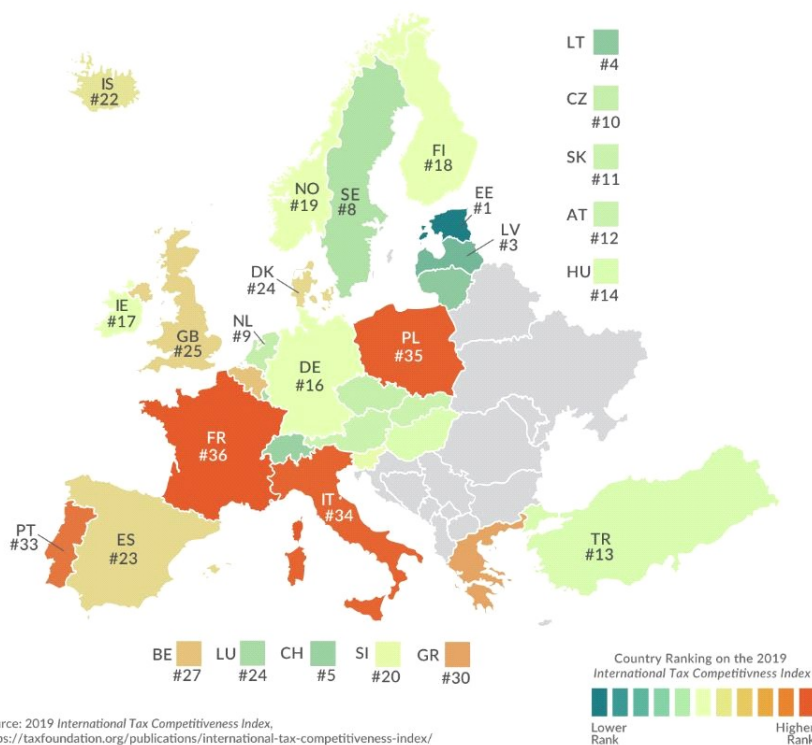 IS
#22
LT
#4
CZ
#10
SK
#11
AT
#12
HU
#14
FI
#18
NO
#19
SE
#8
EE
#1
LV
#3
DK
#24
IE
#17
NL
#9
GB
#25
PL
#35
DE
#16
FR
#36
IT
#34
PT
#33
ES
#23
TR
#13
BE
#27
LU
#24
CH
#5
SI
#20
GR
#30
Country Ranking on the 2019
International Tax Competitivness Index
Lower
Rank
Higher
Rank
urce: 2019 International Tax Competitiveness Index,
ps://taxfoundation.org/publications/international-tax-competitiveness-index/